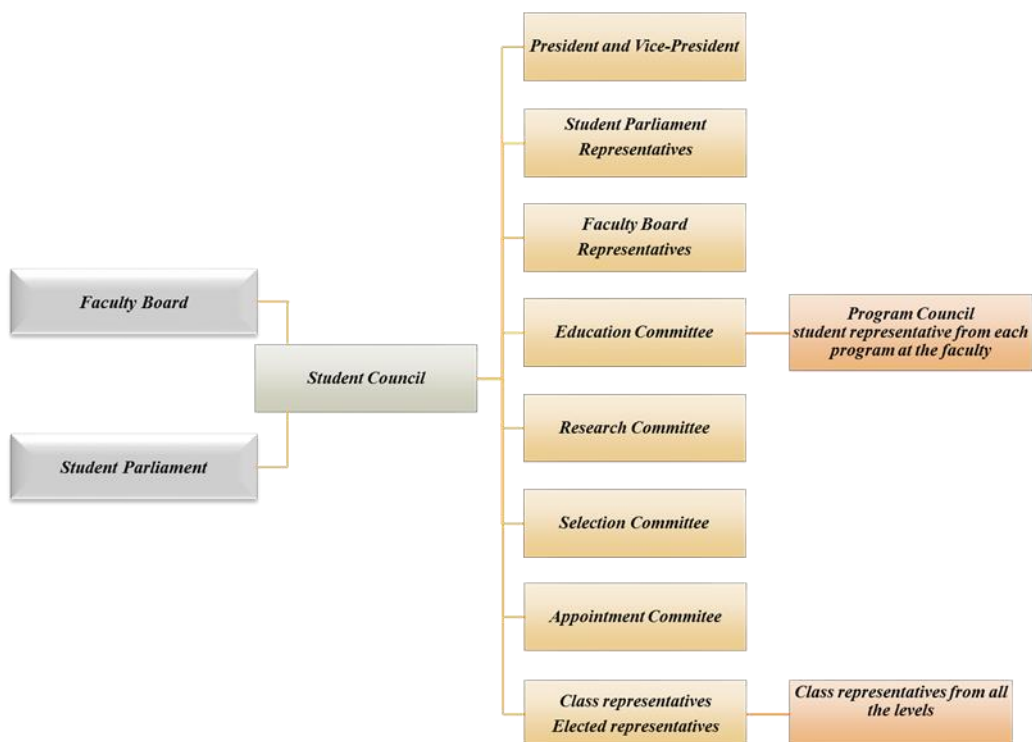 President and Vice-President
Student Parliament
Representatives
Faculty Board
Representatives
Faculty Board
Education Committee
Program Council
student representative from each
program at the faculty
Student Council
Research Committee
Student Parliament
Selection Committee
Appointment Commitee
Class representatives
Elected representatives
Class representatives from all
the levels